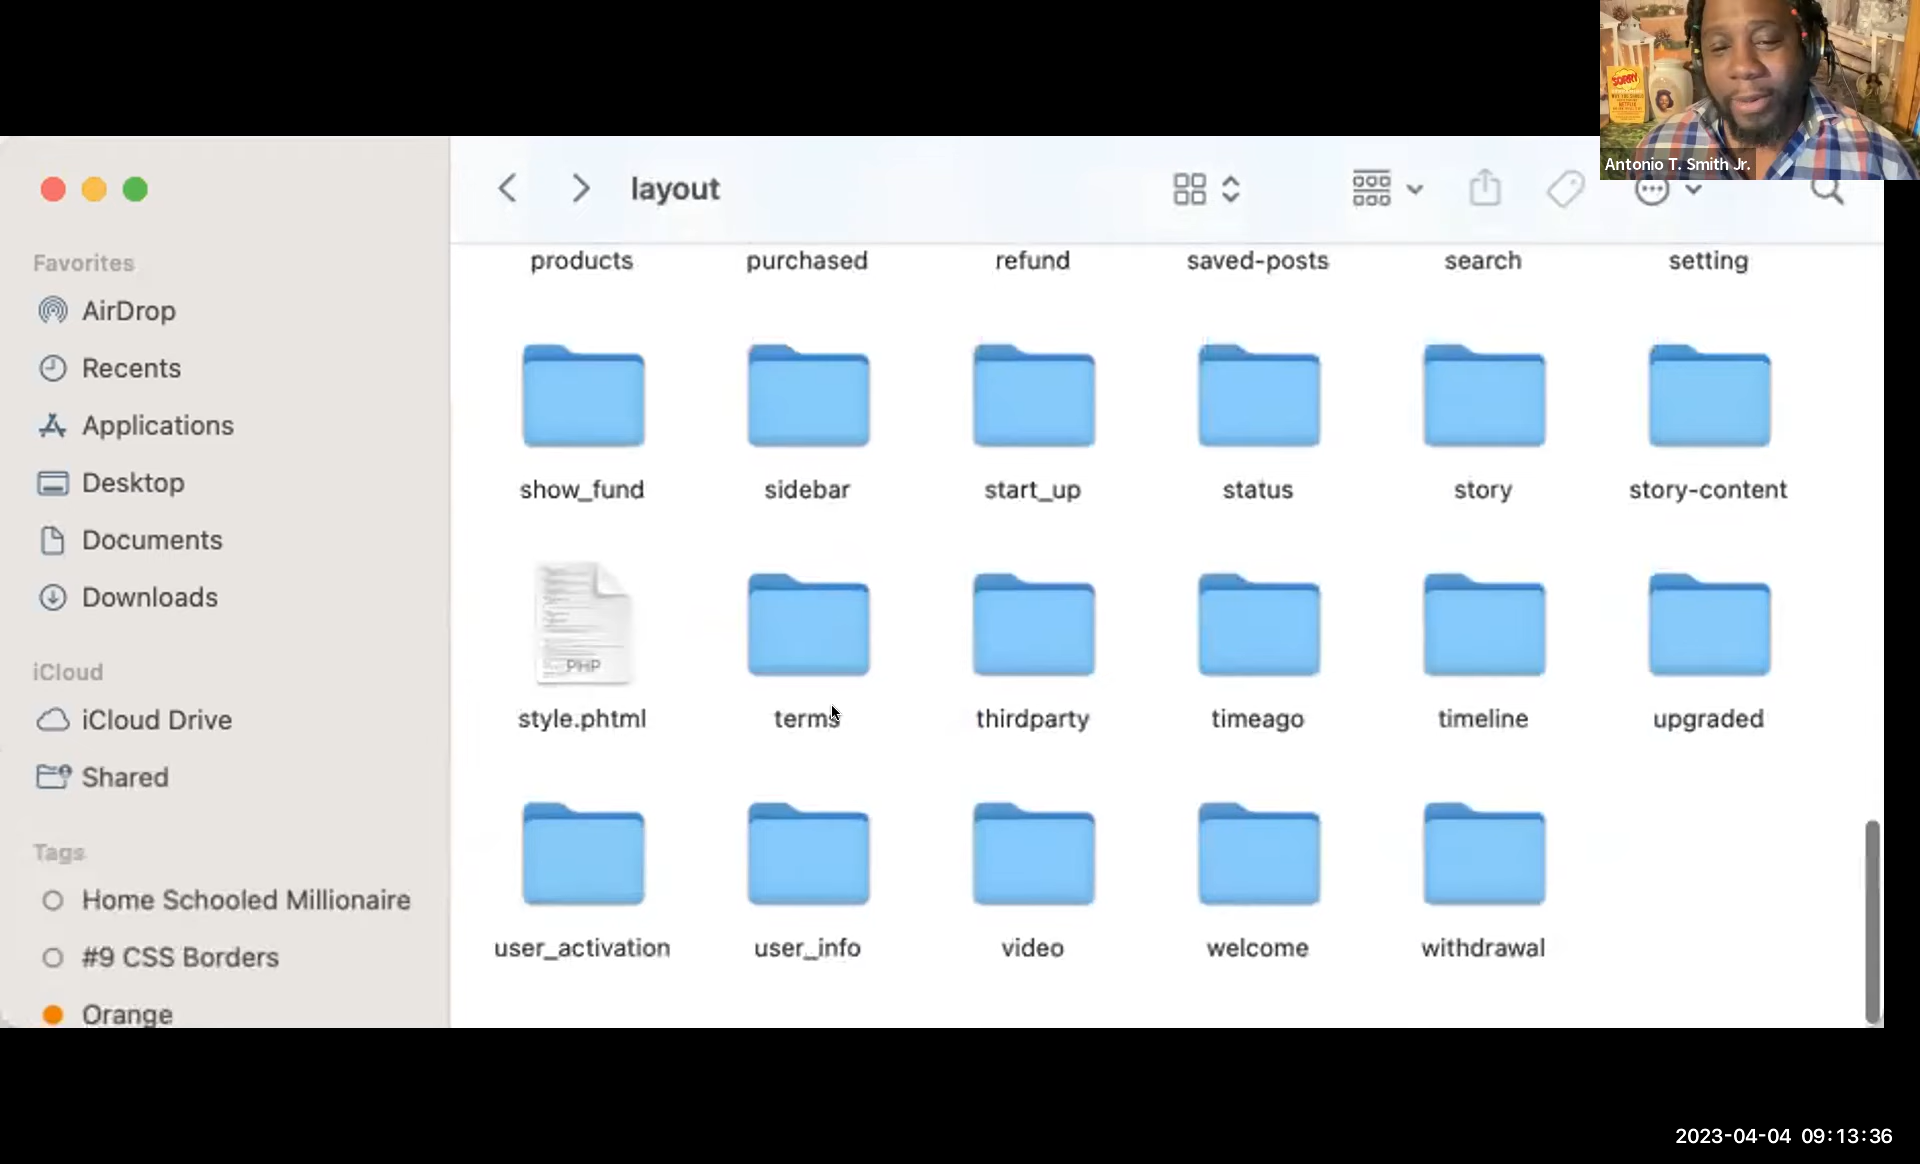 SORRY
Antonio T. Smith Jr.
layout
Favorites
AirDrop
Recents
Applications
Desktop
Documents
Downloads
iCloud
iCloud Drive
Shared
Tags
Home Schooled Millionaire
#9 CSS Borders
Orange
products purchased refund saved-posts search setting
show_fund sidebar start_up status story story-content
PHP
style.phtml terms thirdparty timeago timeline upgraded
user_activation user_info video welcome withdrawal
2023-04-04 09:13:36